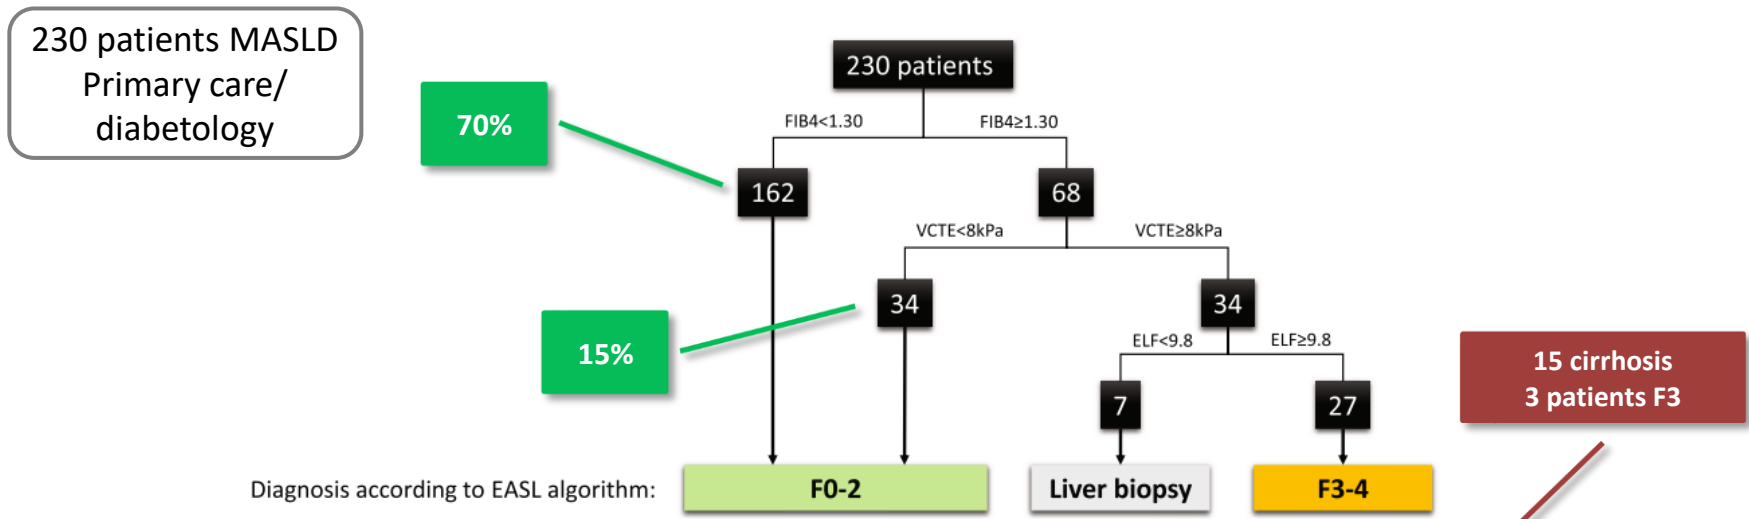 230 patients MASLD
Primary care/
diabetology
230 patients
70%
FIB4<1.30
FIB4≥1.30
162
68
VCTE<8kPa
VCTE≥8kPa
34
34
15%
ELF<9.8
ELF≥9.8
15 cirrhosis
3 patients F3
7
27
Diagnosis according to EASL algorithm:
F0-2
Liver biopsy
F3-4